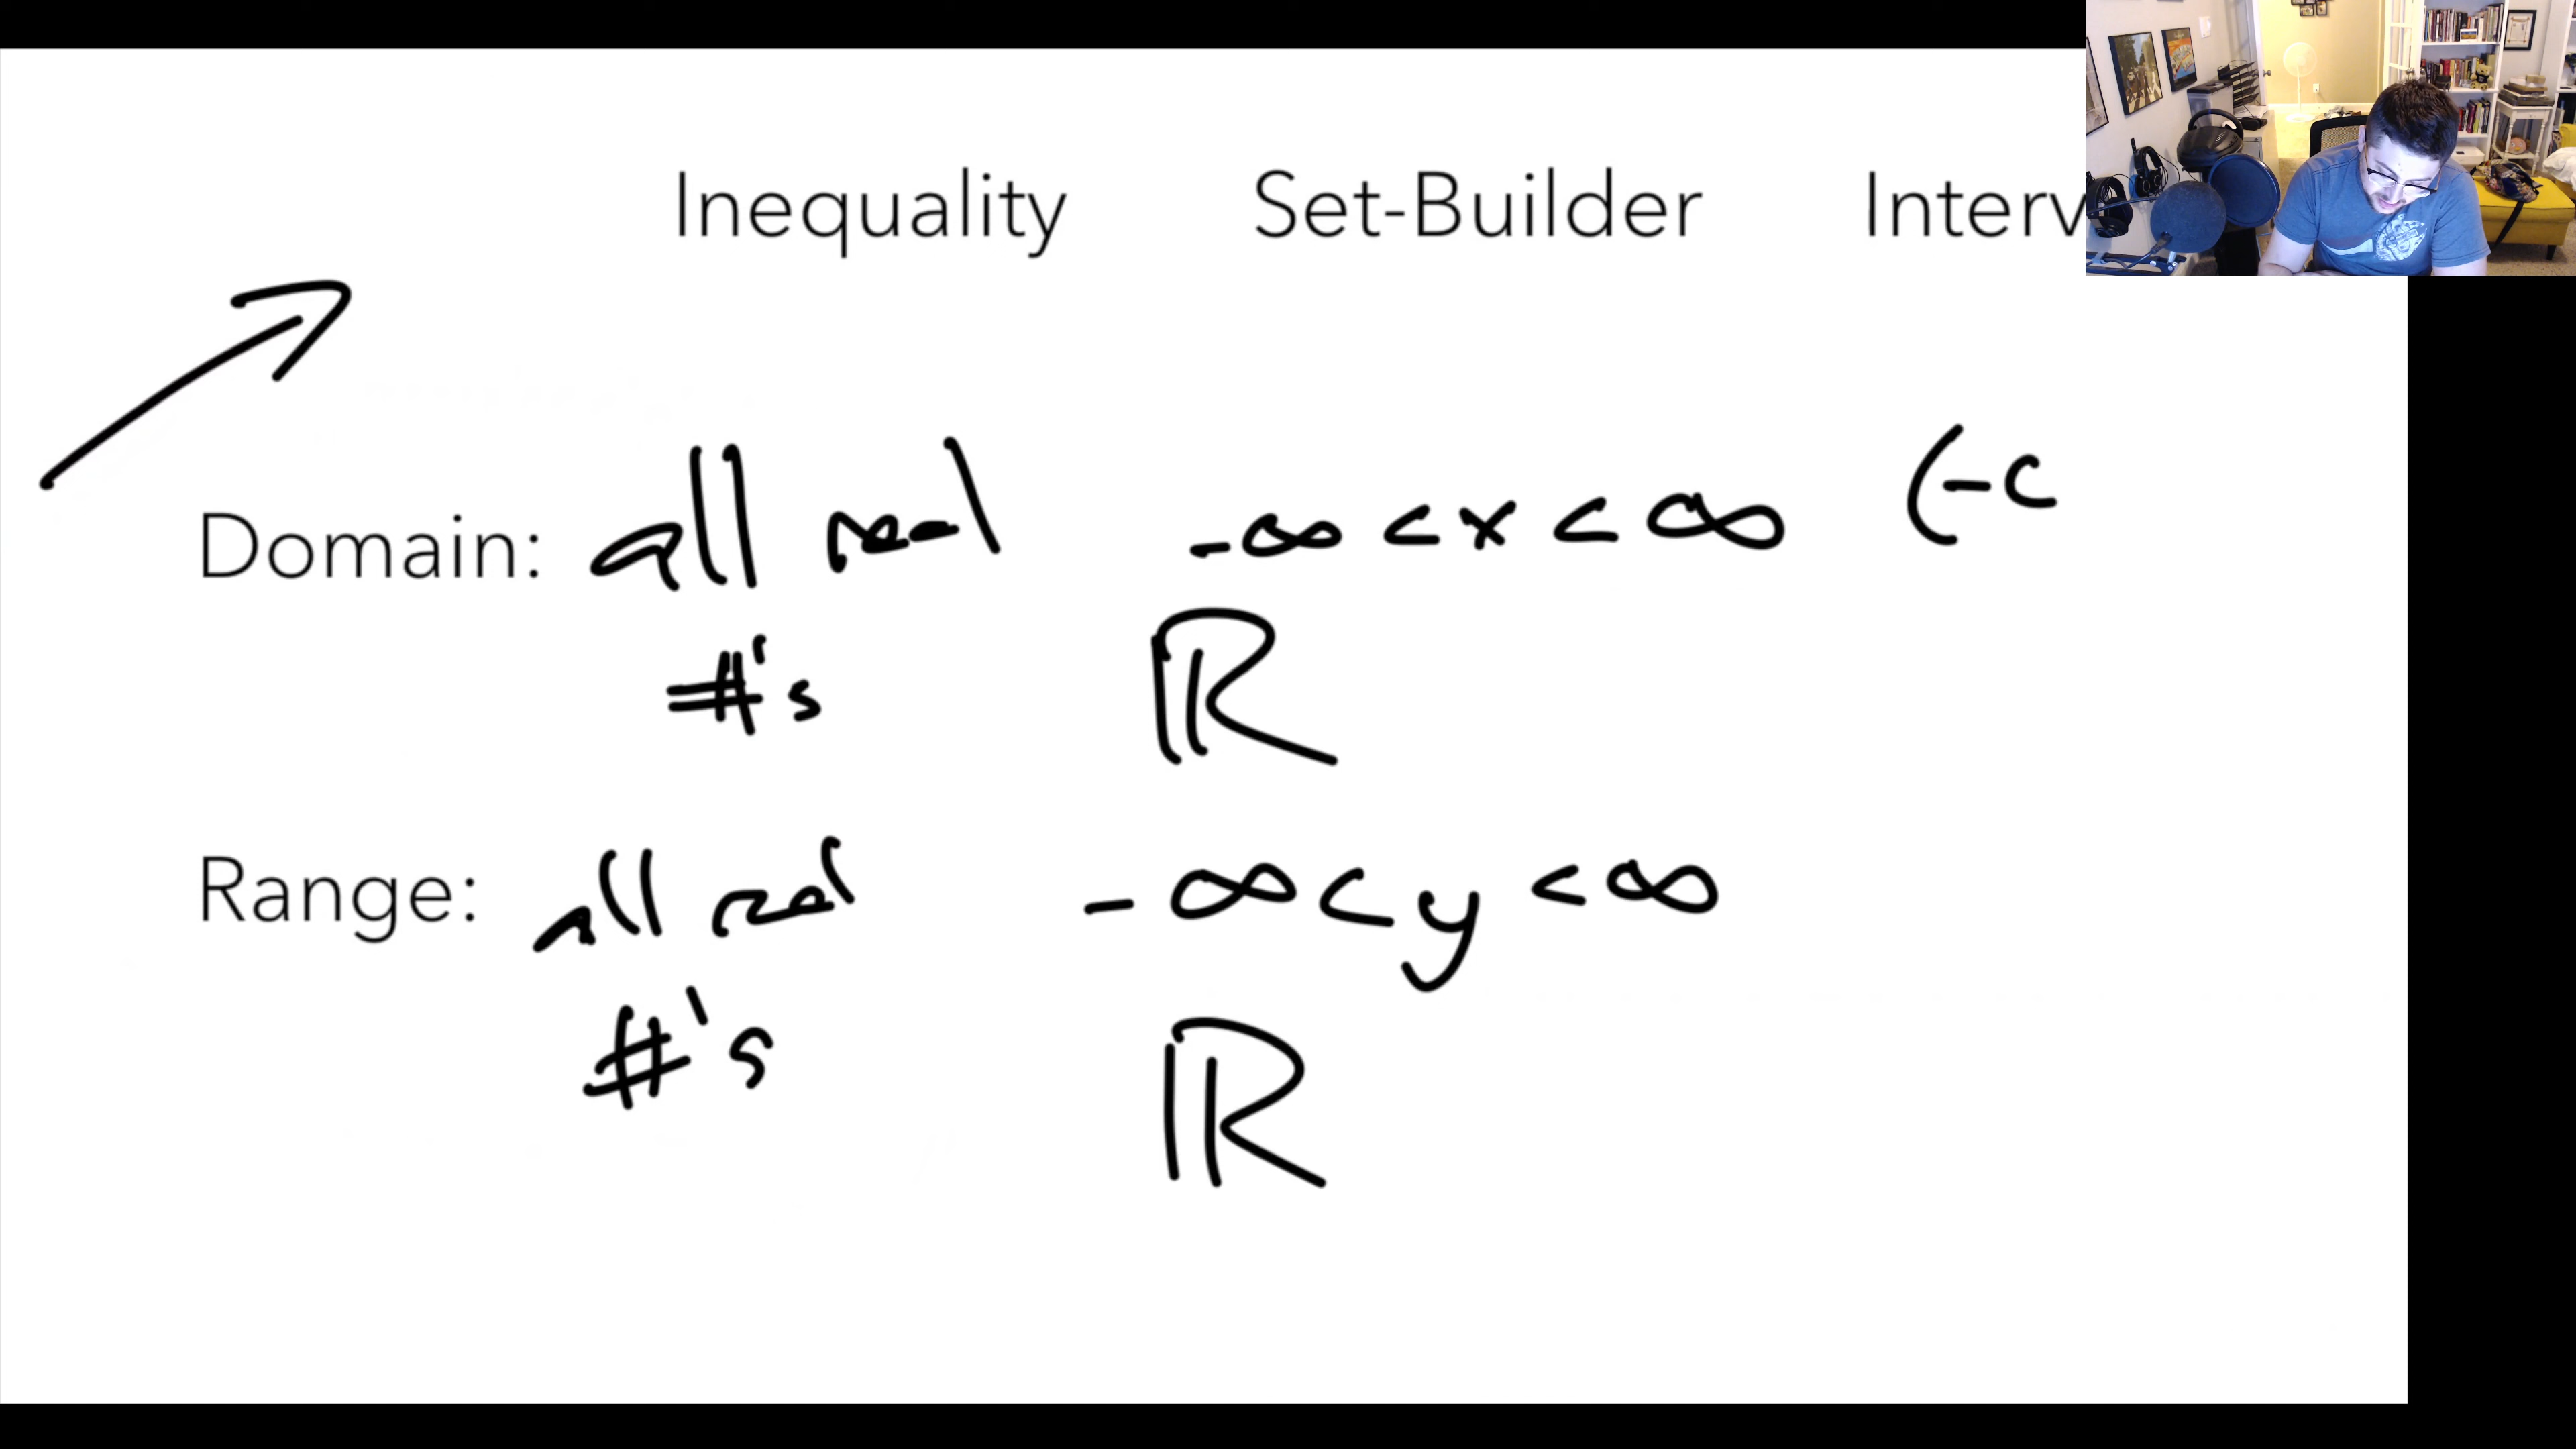 Inequality Set-Builder Interv
Domain: all real -∞ < x < ∞ (-c
#'s ℝ
Range: all real -∞ < y < ∞
#'s ℝ